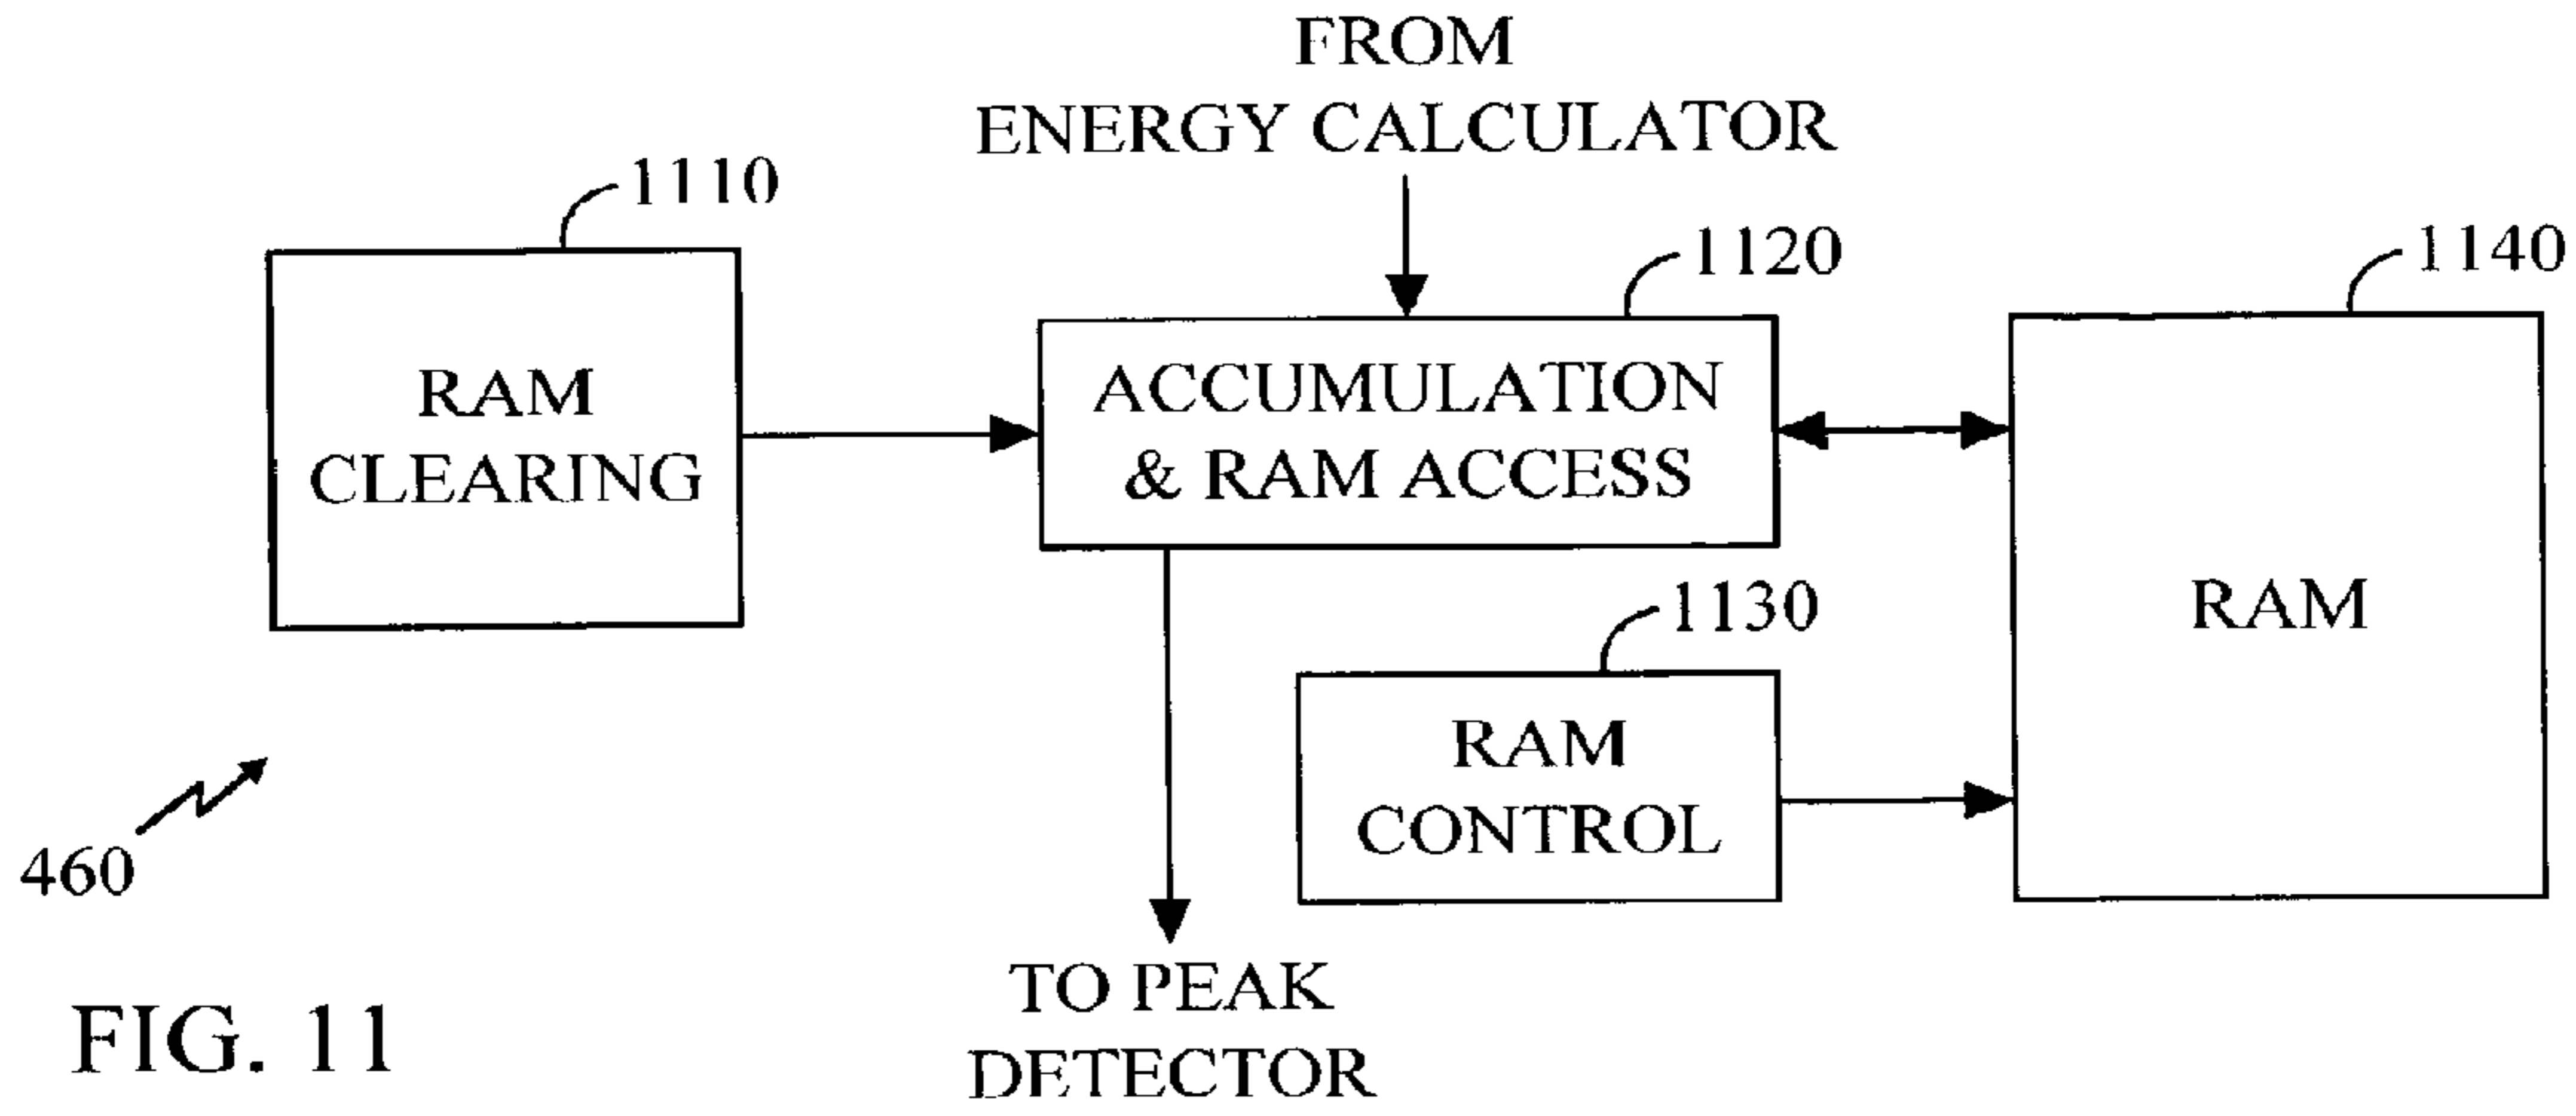 FROM
ENERGY CALCULATOR
1110
1120
1140
RAM
CLEARING
ACCUMULATION
& RAM ACCESS
RAM
1130
RAM
CONTROL
460
TO PEAK
DETECTOR
FIG. 11